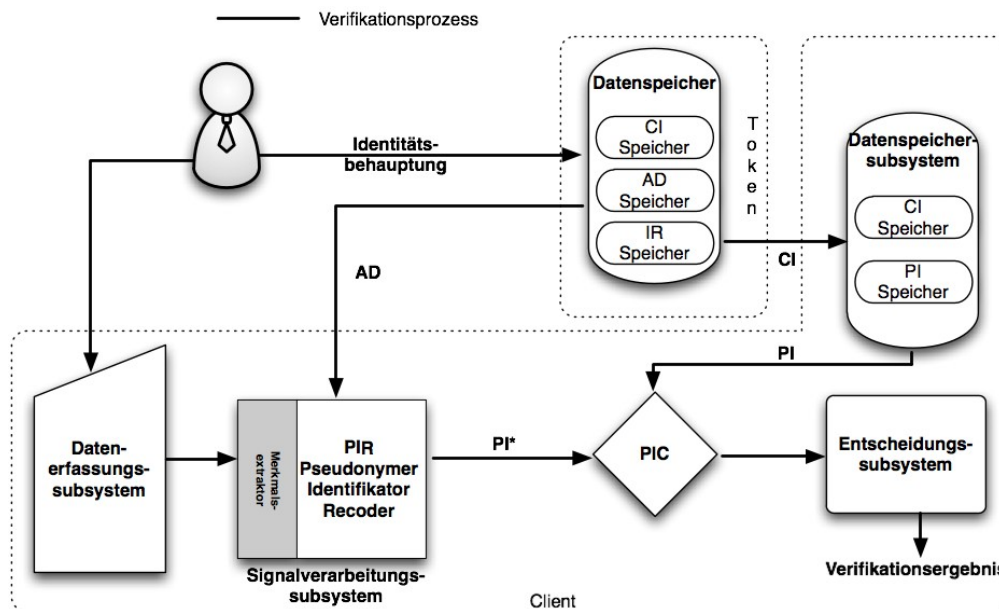 Verifikationsprozess
Datenspeicher
CI
Speicher
AD
Speicher
IR
Speicher
Token
Identitäts-
behauptung
Datenspeicher-
subsystem
CI
Speicher
PI
Speicher
CI
AD
PI
Daten-
erfassungs-
subsystem
Merkmals-
extraktor
PIR
Pseudonymer
Identifikator
Recoder
PI*
PIC
Entscheidungs-
subsystem
Signalverarbeitungs-
subsystem
Verifikationsergebnis
Client